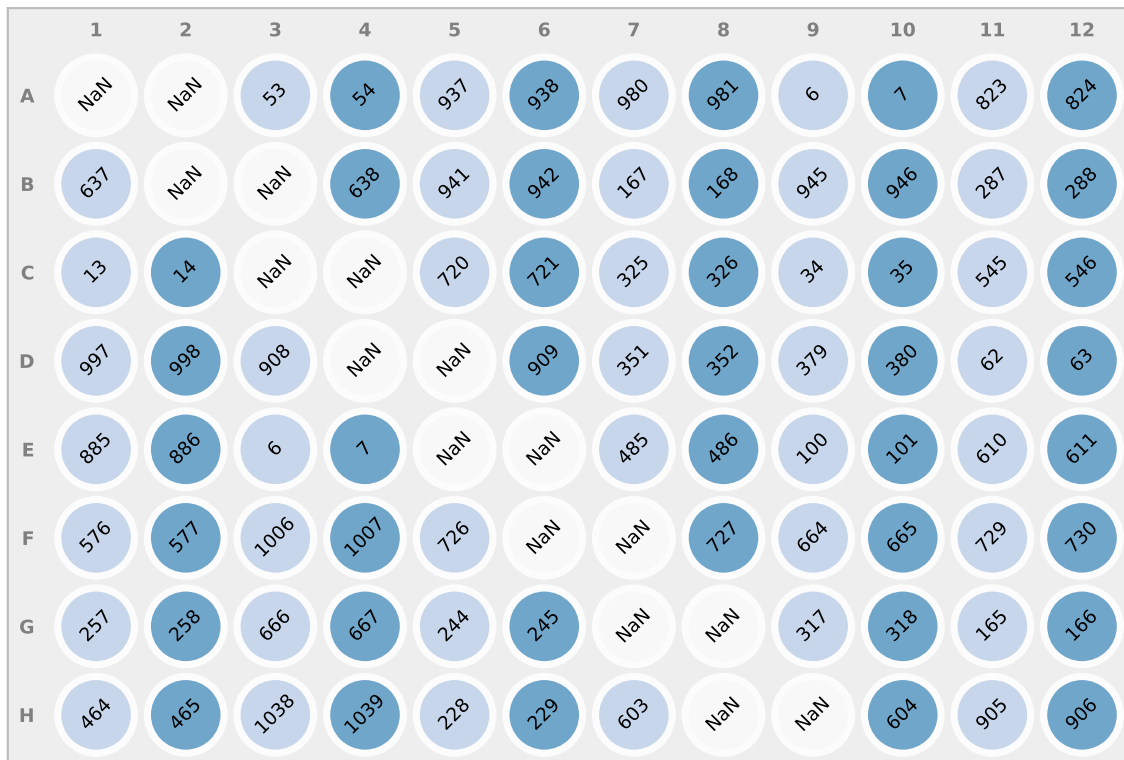 1 2 3 4 5 6 7 8 9 10 11 12
A NaN NaN 53 54 937 938 980 981 6 7 823 824
B 637 NaN NaN 638 941 942 167 168 945 946 287 288
C 13 14 NaN NaN 720 721 325 326 34 35 545 546
D 997 998 908 NaN NaN 909 351 352 379 380 62 63
E 885 886 6 7 NaN NaN 485 486 100 101 610 611
F 576 577 1006 1007 726 NaN NaN 727 664 665 729 730
G 257 258 666 667 244 245 NaN NaN 317 318 165 166
H 464 465 1038 1039 228 229 603 NaN NaN 604 905 906